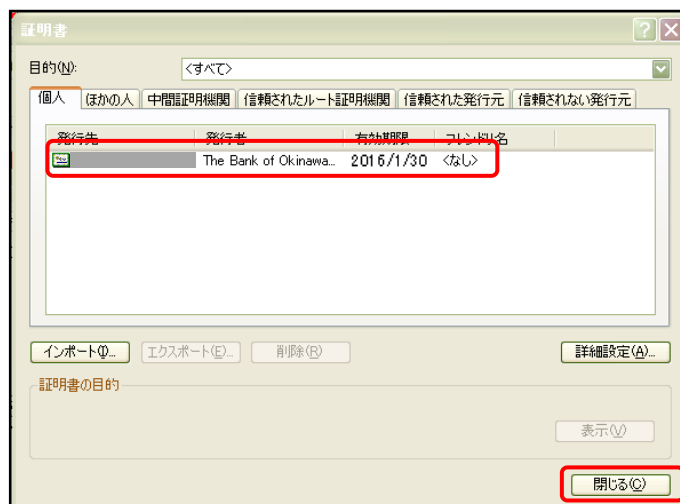 証明書
目的(N): <すべて>
個人 ほかの人 中間証明機関 信頼されたルート証明機関 信頼された発行元 信頼されない発行元
発行先 発行者 有効期限 フレンドリ名
The Bank of Okinawa... 2016/1/30 <なし>
インポート(I)... エクスポート(E)... 削除(R) 詳細設定(A)...
証明書の目的
表示(V)
閉じる(C)